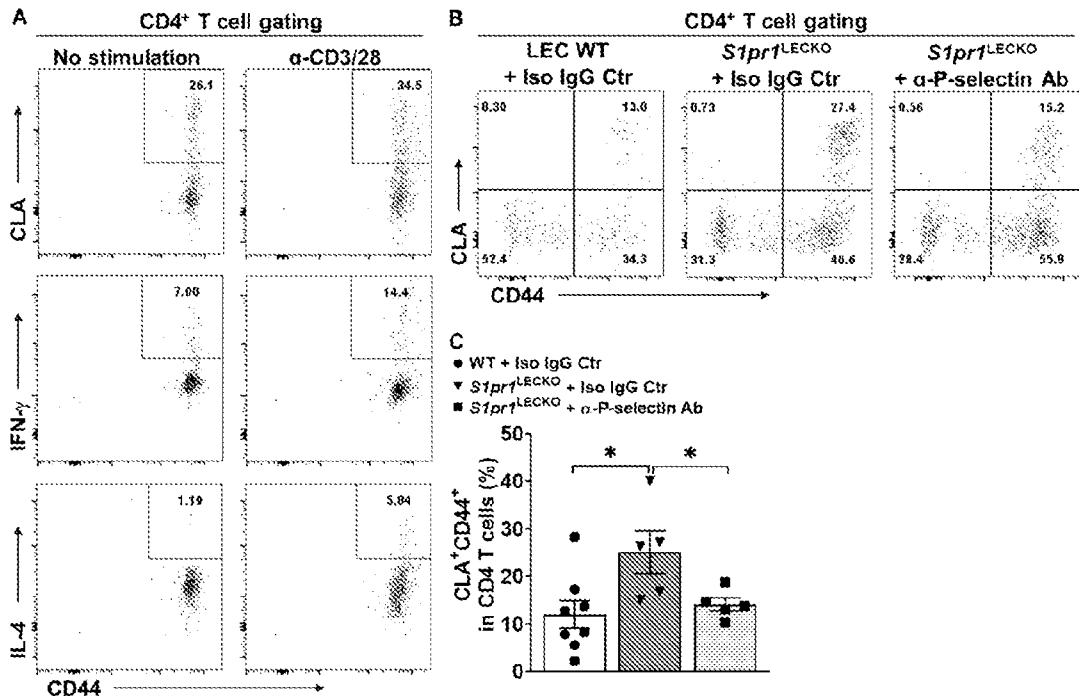 A
CD4⁺ T cell gating
No stimulation
α-CD3/28
26.1
34.5
CLA
7.08
14.4
IFN-γ
1.19
5.84
IL-4
CD44
B
CD4⁺ T cell gating
LEC WT
+ Iso IgG Ctr
S1pr1ᴸᴱᶜᴷᴼ
+ Iso IgG Ctr
S1pr1ᴸᴱᶜᴷᴼ
+ α-P-selectin Ab
13.0
0.73
27.4
0.56
15.2
CLA
52.4
34.3
31.3
28.4
55.9
CD44
C
WT + Iso IgG Ctr
S1pr1ᴸᴱᶜᴷᴼ + Iso IgG Ctr
S1pr1ᴸᴱᶜᴷᴼ + α-P-selectin Ab
CLA⁺CD44⁺
in CD4 T cells (%)
50
40
30
20
10
0
*
*